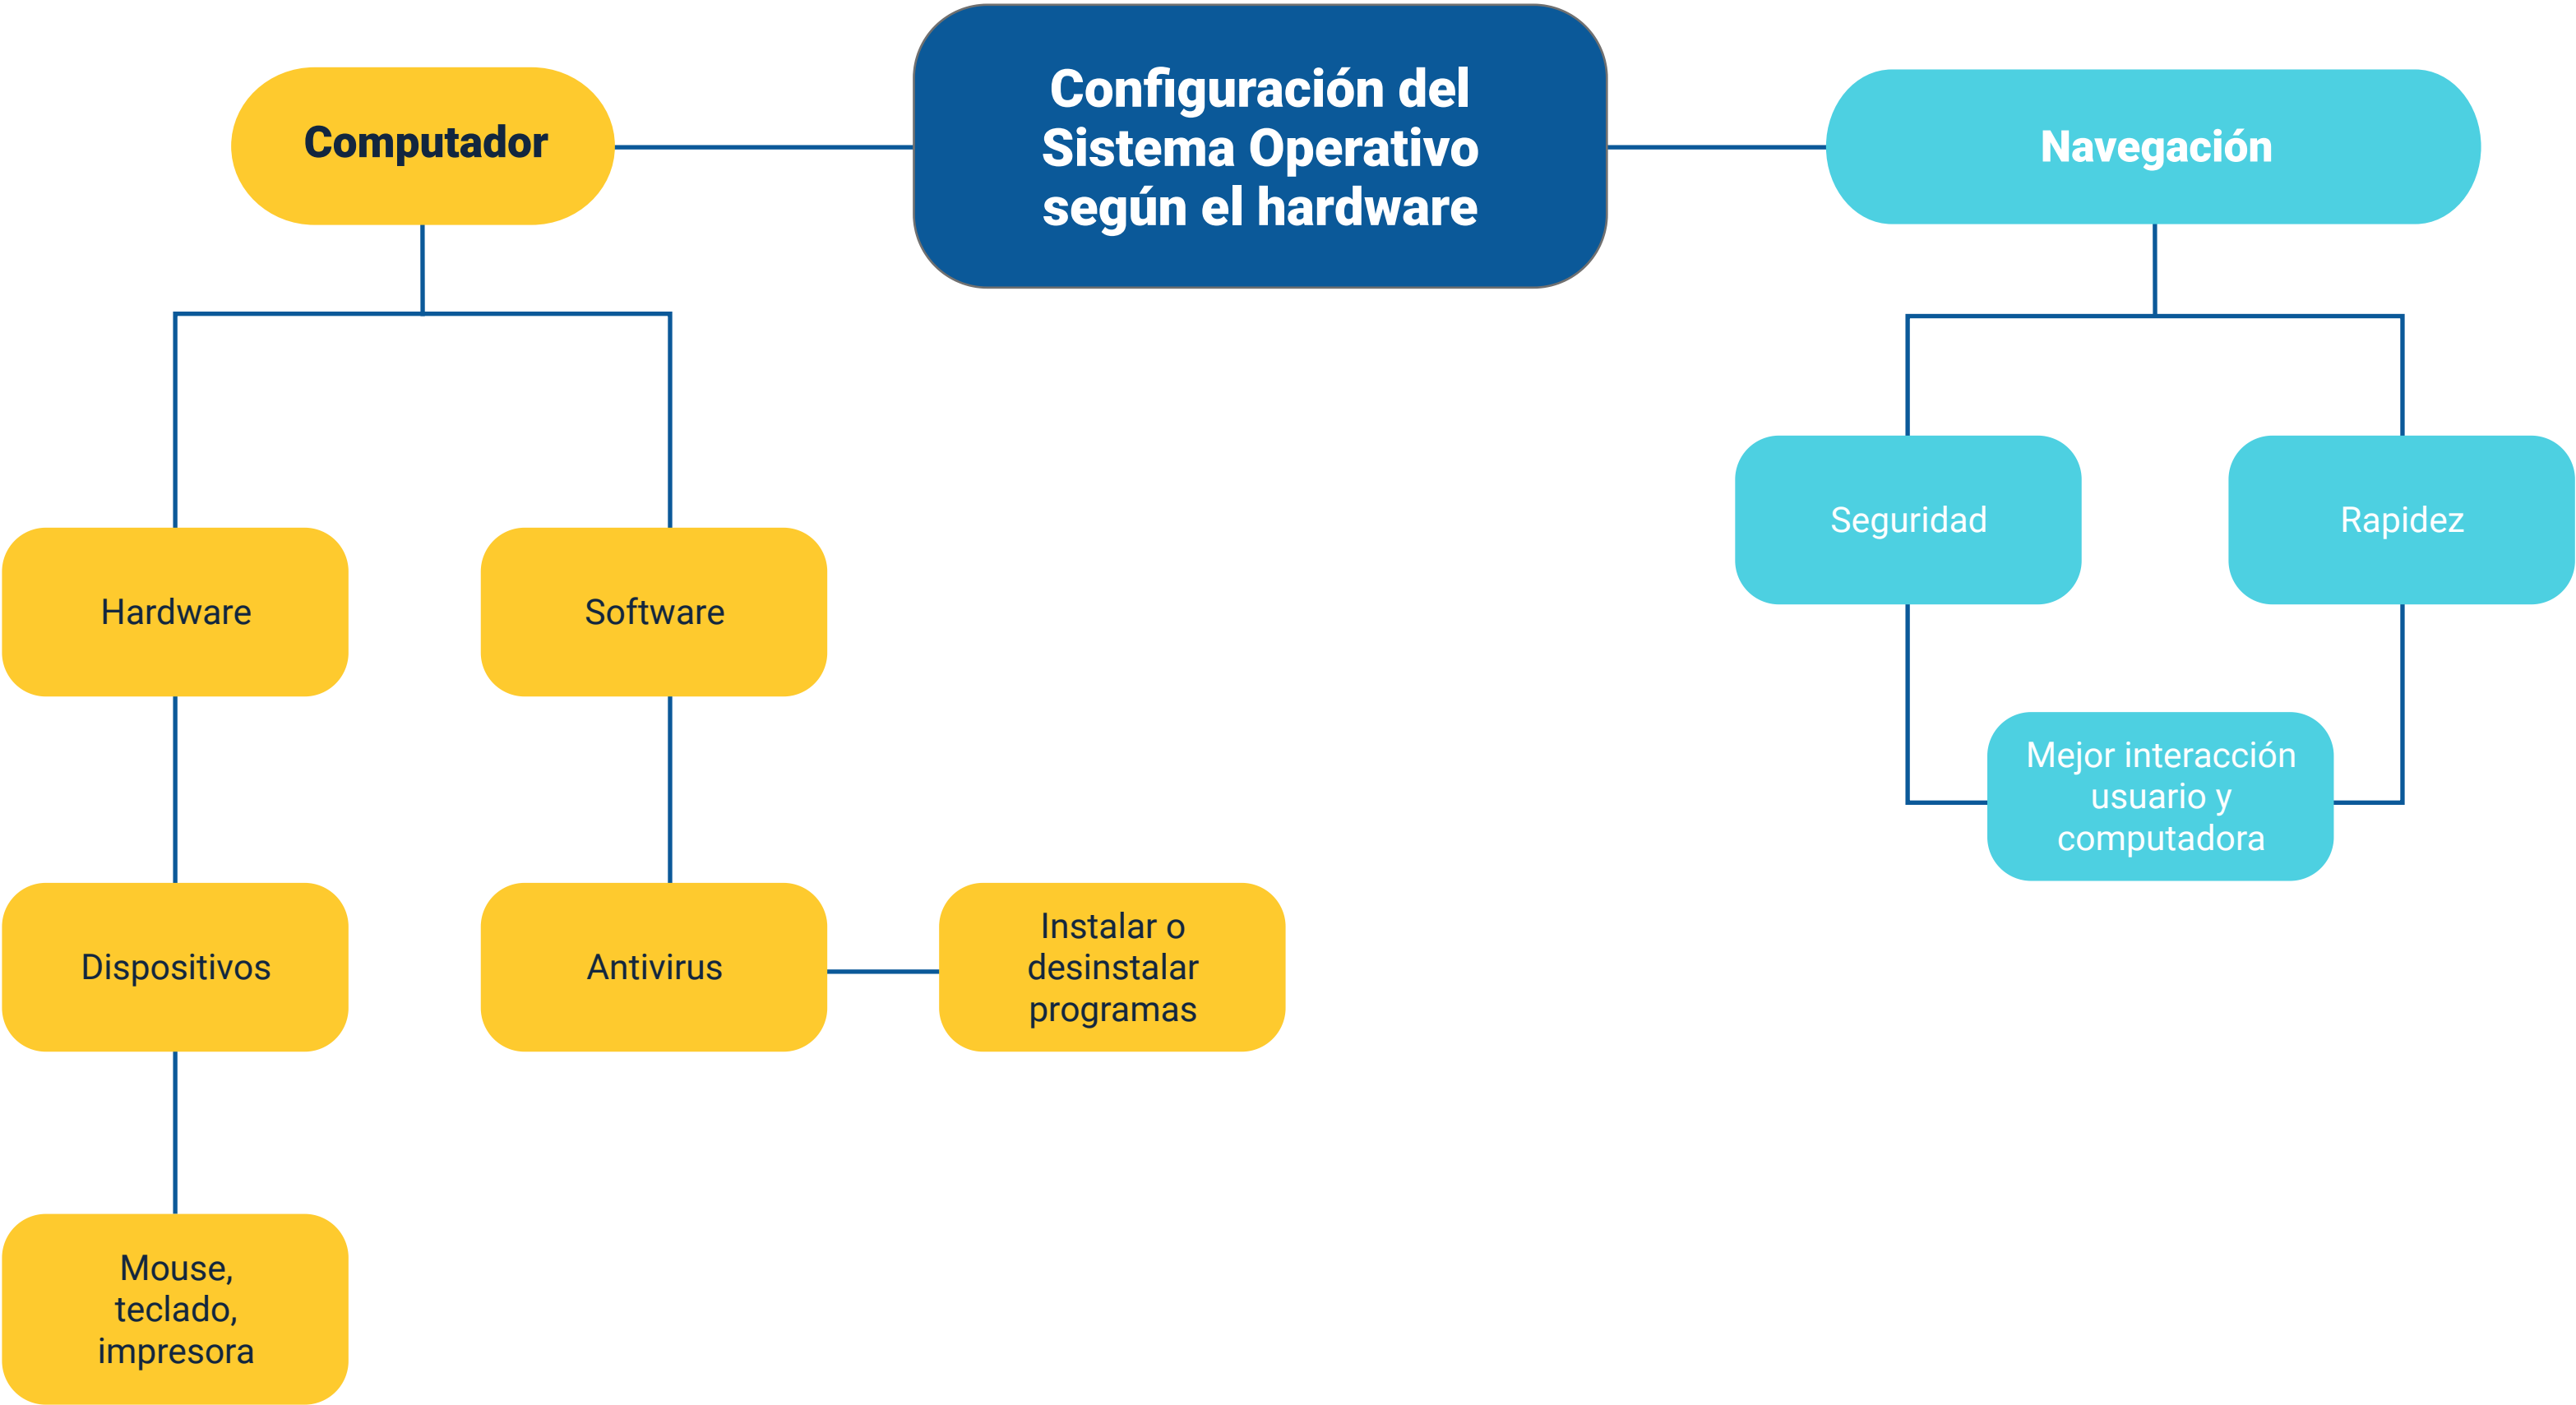 Configuración del
Sistema Operativo
según el hardware
Computador
Navegación
Hardware
Software
Seguridad
Rapidez
Mejor interacción
usuario y
computadora
Dispositivos
Antivirus
Instalar o
desinstalar
programas
Mouse,
teclado,
impresora